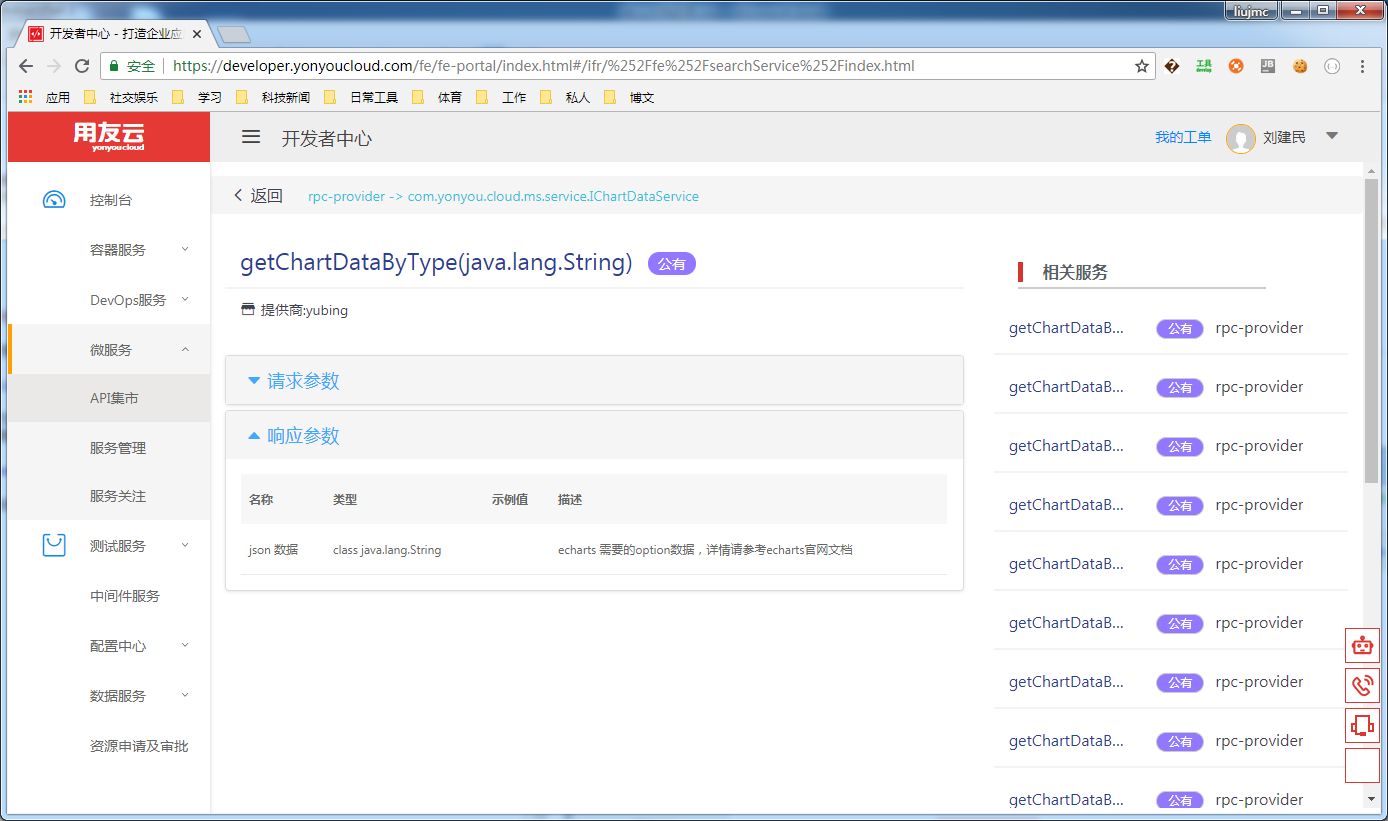 liujmc
开发者中心 - 打造企业应
安全 https://developer.yonyoucloud.com/fe/fe-portal/index.html#/ifr/%252Ffe%252FsearchService%252Findex.html
工具 JB
应用 社交娱乐 学习 科技新闻 日常工具 体育 工作 私人 博文
用友云
yonyoucloud
开发者中心
我的工单 刘建民
控制台
容器服务
DevOps服务
微服务
API集市
服务管理
服务关注
测试服务
中间件服务
配置中心
数据服务
资源申请及审批
返回 rpc-provider -> com.yonyou.cloud.ms.service.IChartDataService
getChartDataByType(java.lang.String) 公有
提供商:yubing
请求参数
响应参数
名称 类型 示例值 描述
json 数据 class java.lang.String echarts 需要的option数据，详情请参考echarts官网文档
相关服务
getChartDataB... 公有 rpc-provider
getChartDataB... 公有 rpc-provider
getChartDataB... 公有 rpc-provider
getChartDataB... 公有 rpc-provider
getChartDataB... 公有 rpc-provider
getChartDataB... 公有 rpc-provider
getChartDataB... 公有 rpc-provider
getChartDataB... 公有 rpc-provider
getChartDataB... 公有 rpc-provider